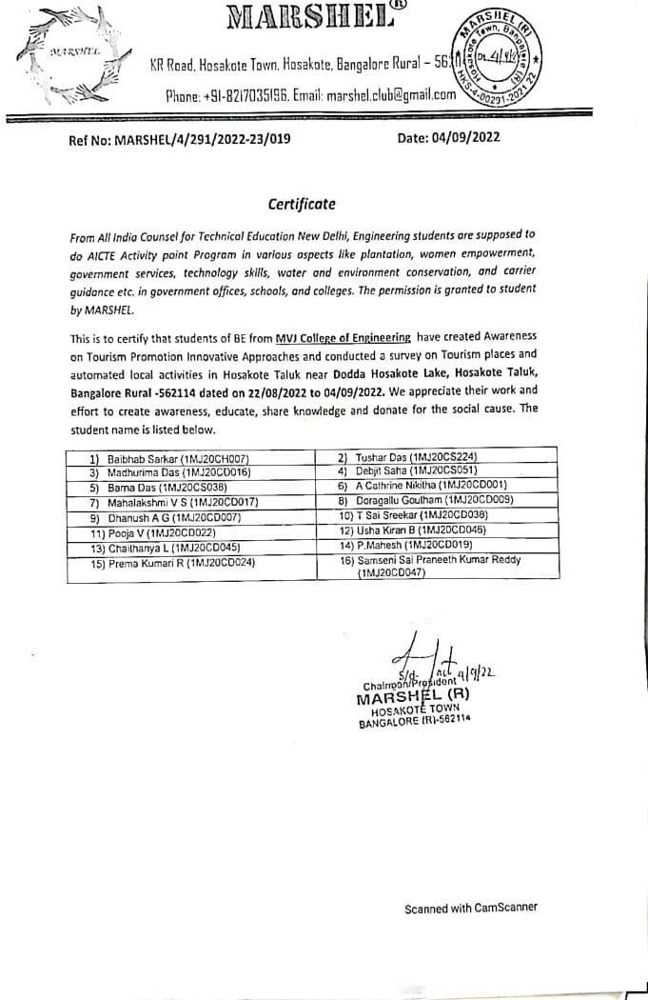 MARSHEL®
MARSHEL
KR Road, Hosakote Town, Hosakote, Bangalore Rural – 562114
Phone: +91-8217035196, Email: marshel.club@gmail.com
MARSHEL (R)
Hosakote Town, Bangalore (R)
HKS-4-00291-2021 22
Ref No: MARSHEL/4/291/2022-23/019 Date: 04/09/2022
Certificate
From All India Counsel for Technical Education New Delhi, Engineering students are supposed to
do AICTE Activity point Program in various aspects like plantation, women empowerment,
government services, technology skills, water and environment conservation, and carrier
guidance etc. in government offices, schools, and colleges. The permission is granted to student
by MARSHEL.
This is to certify that students of BE from MVJ College of Engineering have created Awareness
on Tourism Promotion Innovative Approaches and conducted a survey on Tourism places and
automated local activities in Hosakote Taluk near Dodda Hosakote Lake, Hosakote Taluk,
Bangalore Rural -562114 dated on 22/08/2022 to 04/09/2022. We appreciate their work and
effort to create awareness, educate, share knowledge and donate for the social cause. The
student name is listed below.
1) Baibhab Sarkar (1MJ20CH007) 2) Tushar Das (1MJ20CS224)
3) Madhurima Das (1MJ20CD016) 4) Debjit Saha (1MJ20CS051)
5) Barna Das (1MJ20CS038) 6) A Cathrine Nikitha (1MJ20CD001)
7) Mahalakshmi V S (1MJ20CD017) 8) Doragallu Goutham (1MJ20CD009)
9) Dhanush A G (1MJ20CD007) 10) T Sai Sreekar (1MJ20CD038)
11) Pooja V (1MJ20CD022) 12) Usha Kiran B (1MJ20CD046)
13) Chaithanya L (1MJ20CD045) 14) P.Mahesh (1MJ20CD019)
15) Prema Kumari R (1MJ20CD024) 16) Samseni Sai Praneeth Kumar Reddy
(1MJ20CD047)
S/d- 4/9/22
Chairman/President
MARSHEL (R)
HOSAKOTE TOWN
BANGALORE (R)-562114
Scanned with CamScanner